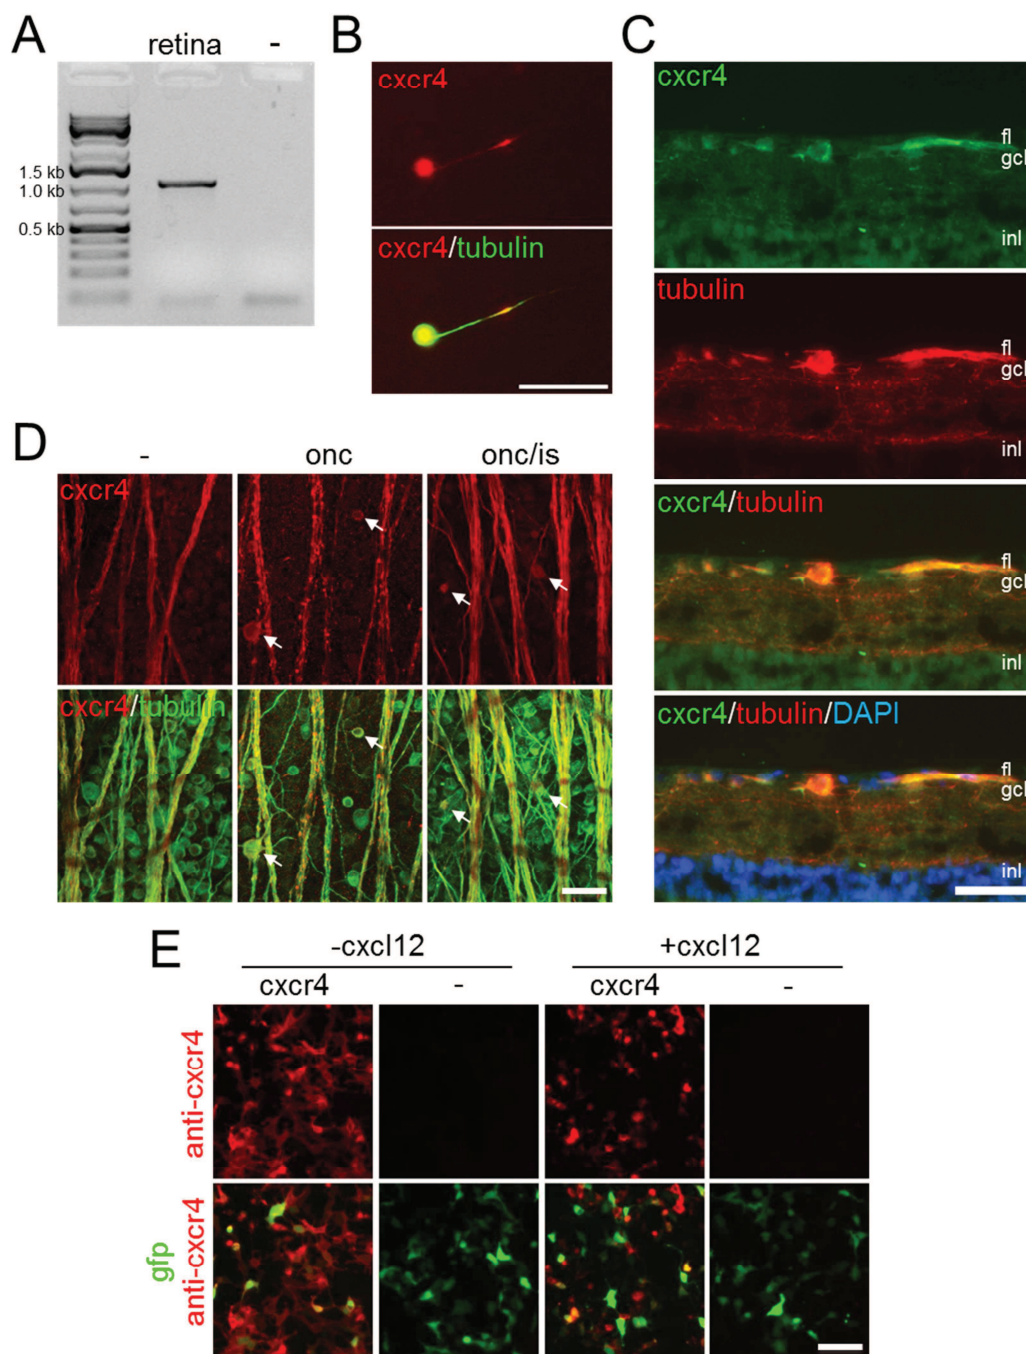 A
retina -
1.5 kb
1.0 kb
0.5 kb
B
cxcr4
cxcr4/tubulin
C
cxcr4
fl
gcl
inl
tubulin
fl
gcl
inl
cxcr4/tubulin
fl
gcl
inl
cxcr4/tubulin/DAPI
fl
gcl
inl
D
- onc onc/is
cxcr4
cxcr4/tubulin
E
-cxcl12 +cxcl12
cxcr4 - cxcr4 -
anti-cxcr4
gfp
anti-cxcr4